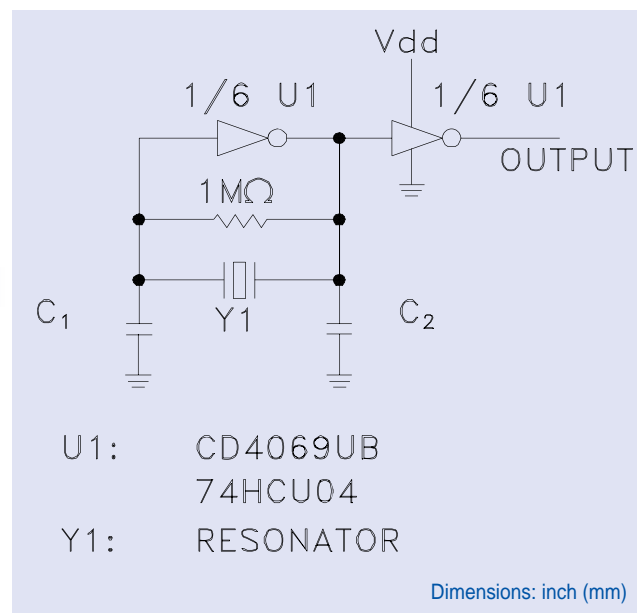 Vdd
1/6 U1
1/6 U1
OUTPUT
1MΩ
C1
Y1
C2
U1: CD4069UB
74HCU04
Y1: RESONATOR
Dimensions: inch (mm)